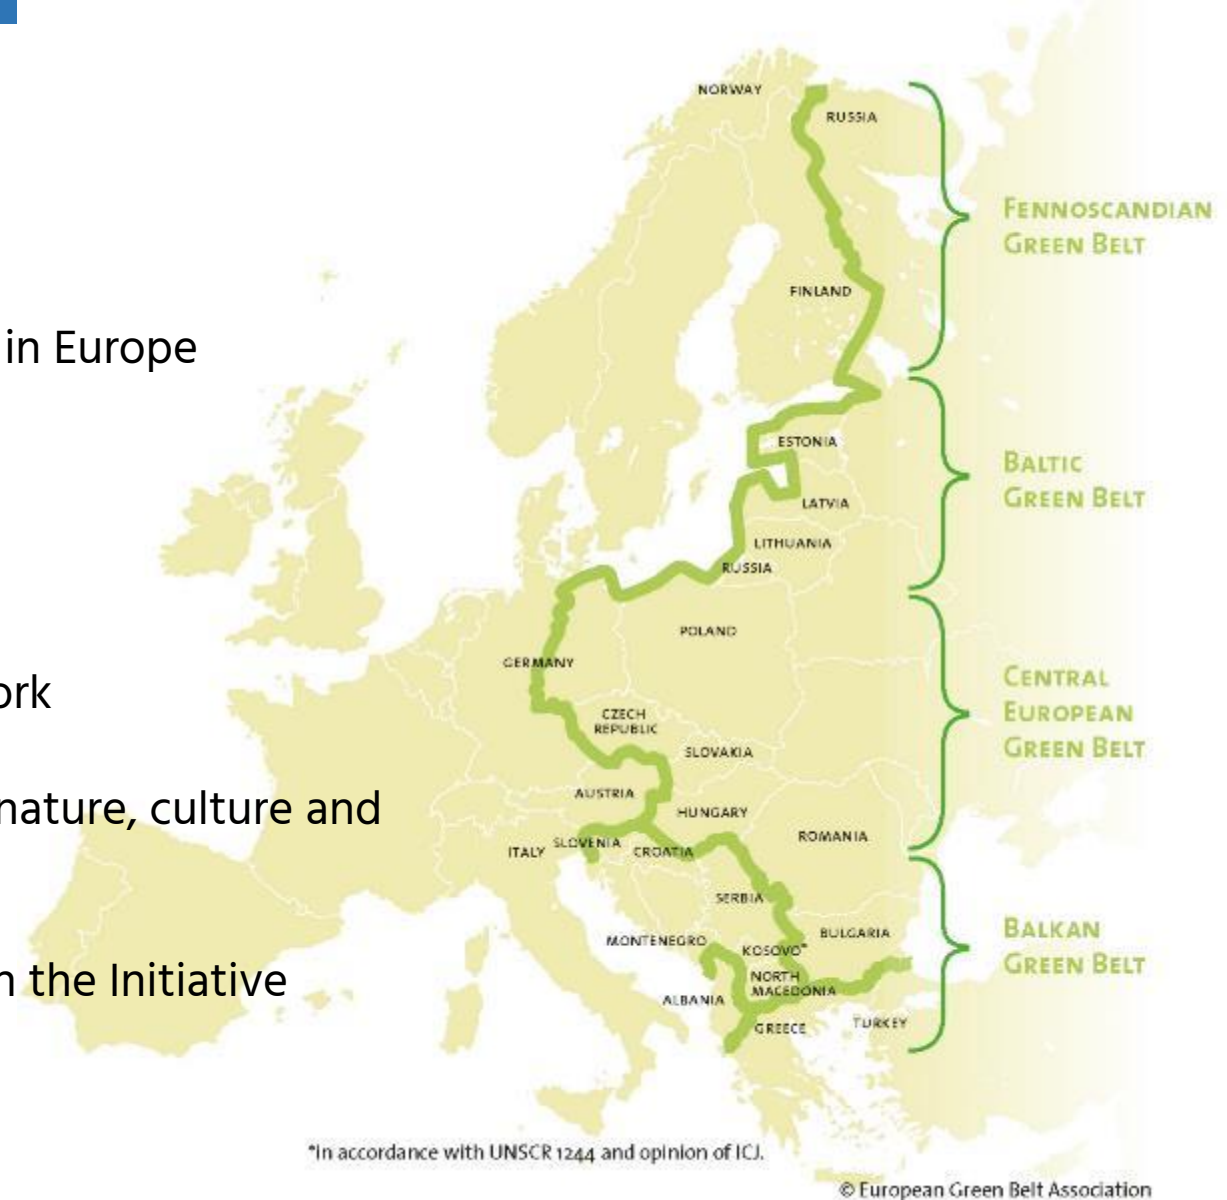 in Europe
ork
nature, culture and
n the Initiative
NORWAY
RUSSIA
FINLAND
ESTONIA
LATVIA
LITHUANIA
RUSSIA
POLAND
GERMANY
CZECH
REPUBLIC
SLOVAKIA
AUSTRIA
HUNGARY
SLOVENIA
ITALY
CROATIA
ROMANIA
SERBIA
MONTENEGRO
KOSOVO*
BULGARIA
NORTH
MACEDONIA
ALBANIA
GREECE
TURKEY
FENNOSCANDIAN
GREEN BELT
BALTIC
GREEN BELT
CENTRAL
EUROPEAN
GREEN BELT
BALKAN
GREEN BELT
*in accordance with UNSCR 1244 and opinion of ICJ.
© European Green Belt Association